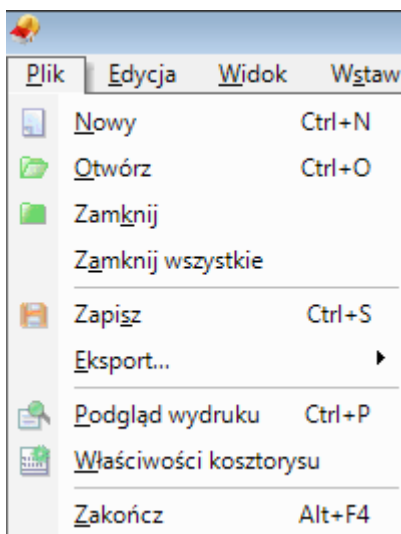 Plik Edycja Widok Wstaw
Nowy Ctrl+N
Otwórz Ctrl+O
Zamknij
Zamknij wszystkie
Zapisz Ctrl+S
Eksport...
Podgląd wydruku Ctrl+P
Właściwości kosztorysu
Zakończ Alt+F4